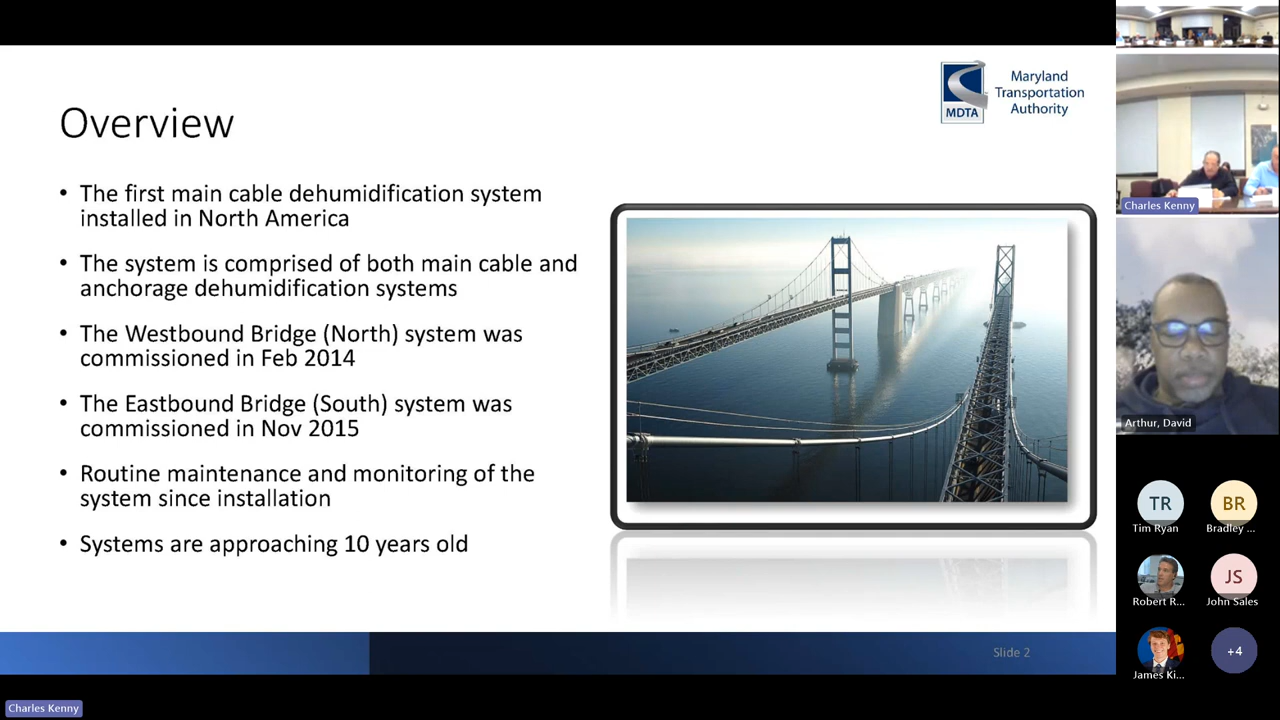 Overview
MDTA
Maryland
Transportation
Authority
• The first main cable dehumidification system
installed in North America
• The system is comprised of both main cable and
anchorage dehumidification systems
• The Westbound Bridge (North) system was
commissioned in Feb 2014
• The Eastbound Bridge (South) system was
commissioned in Nov 2015
• Routine maintenance and monitoring of the
system since installation
• Systems are approaching 10 years old
Slide 2
Charles Kenny
Charles Kenny
Arthur, David
TR
BR
Tim Ryan
Bradley ...
JS
Robert R...
John Sales
James Ki...
+4